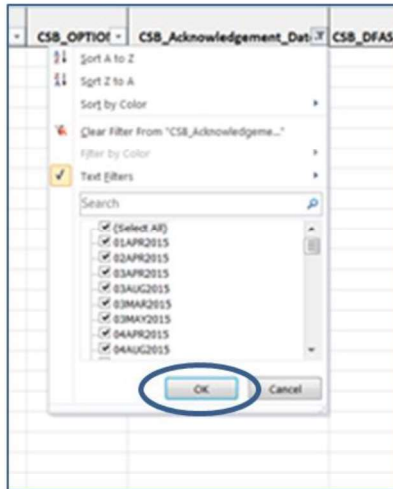 CSB_OPTIO CSB_Acknowledgement_Dat CSB_DFAS
Sort A to Z
Sort Z to A
Sort by Color
Clear Filter From "CSB_Acknowledgeme..."
Filter by Color
Text Filters
Search
(Select All)
01APR2015
02APR2015
03APR2015
03AUG2015
03MAR2015
03MAY2015
04APR2015
04AUG2015
OK Cancel